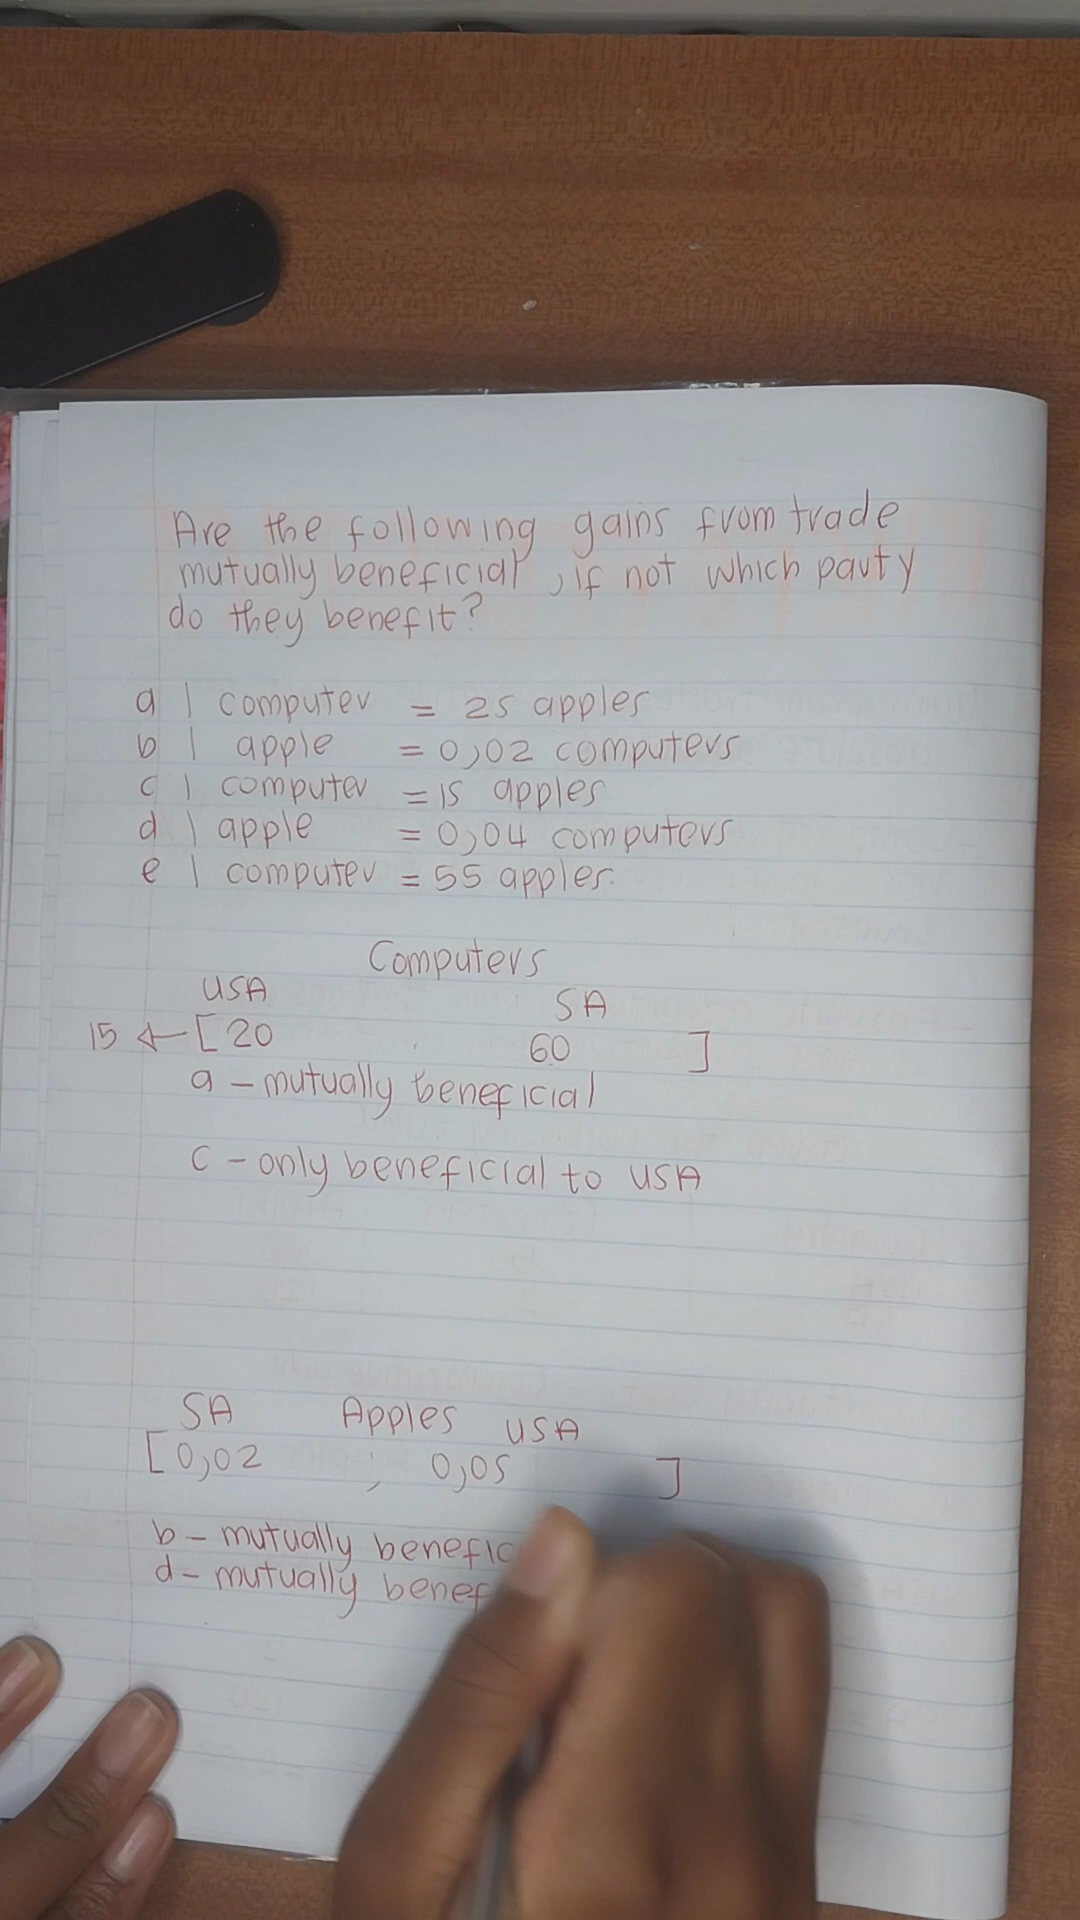 Are the following gains from trade
mutually beneficial, if not which party
do they benefit?
a 1 computer = 25 apples
b 1 apple = 0,02 computers
c 1 computer = 15 apples
d 1 apple = 0,04 computers
e 1 computer = 55 apples.
Computers
USA SA
15 ← [20 60 ]
a - mutually beneficial
c - only beneficial to USA
SA Apples USA
[0,02 ; 0,05 ]
b - mutually benefic
d - mutually benef